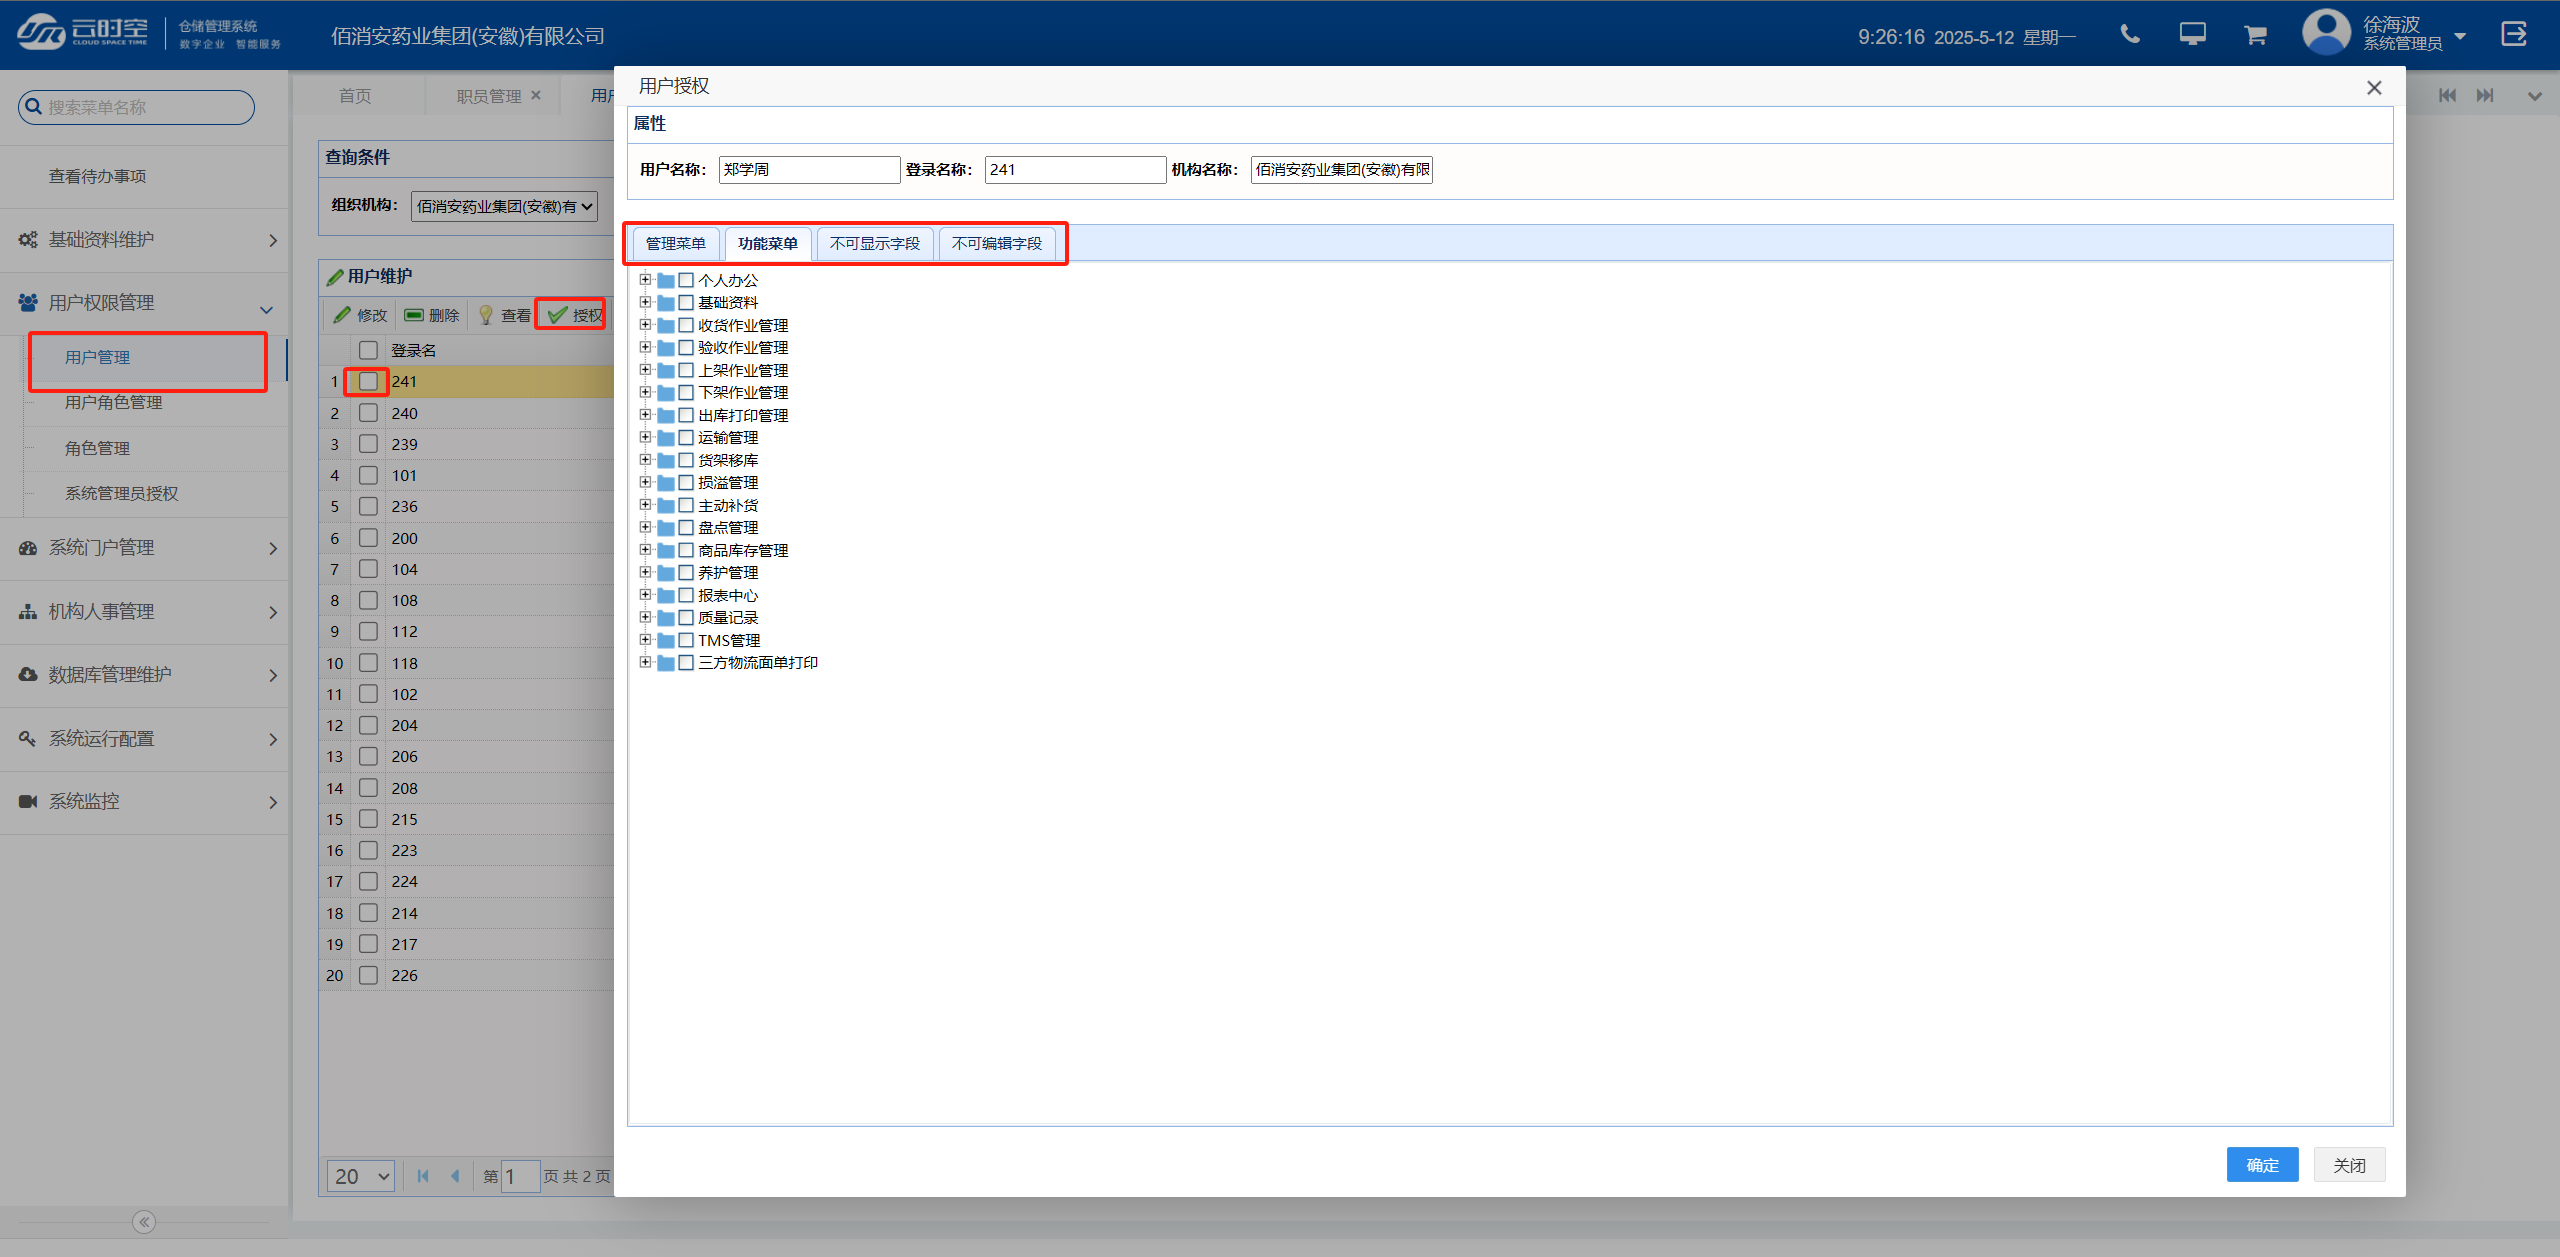 云时空
CLOUD SPACE TIME
仓储管理系统
数字企业 智能服务
佰消安药业集团(安徽)有限公司
9:26:16 2025-5-12 星期一
徐海波
系统管理员
搜索菜单名称
查看待办事项
基础资料维护
用户权限管理
用户管理
用户角色管理
角色管理
系统管理员授权
系统门户管理
机构人事管理
数据库管理维护
系统运行配置
系统监控
首页
职员管理
用户
查询条件
组织机构: 佰消安药业集团(安徽)有
用户维护
修改 删除 查看 授权
登录名
1 241
2 240
3 239
4 101
5 236
6 200
7 104
8 108
9 112
10 118
11 102
12 204
13 206
14 208
15 215
16 223
17 224
18 214
19 217
20 226
20 第 1 页 共 2 页
用户授权
属性
用户名称: 郑学周 登录名称: 241 机构名称: 佰消安药业集团(安徽)有限
管理菜单 功能菜单 不可显示字段 不可编辑字段
个人办公
基础资料
收货作业管理
验收作业管理
上架作业管理
下架作业管理
出库打印管理
运输管理
货架移库
损溢管理
主动补货
盘点管理
商品库存管理
养护管理
报表中心
质量记录
TMS管理
三方物流面单打印
确定 关闭